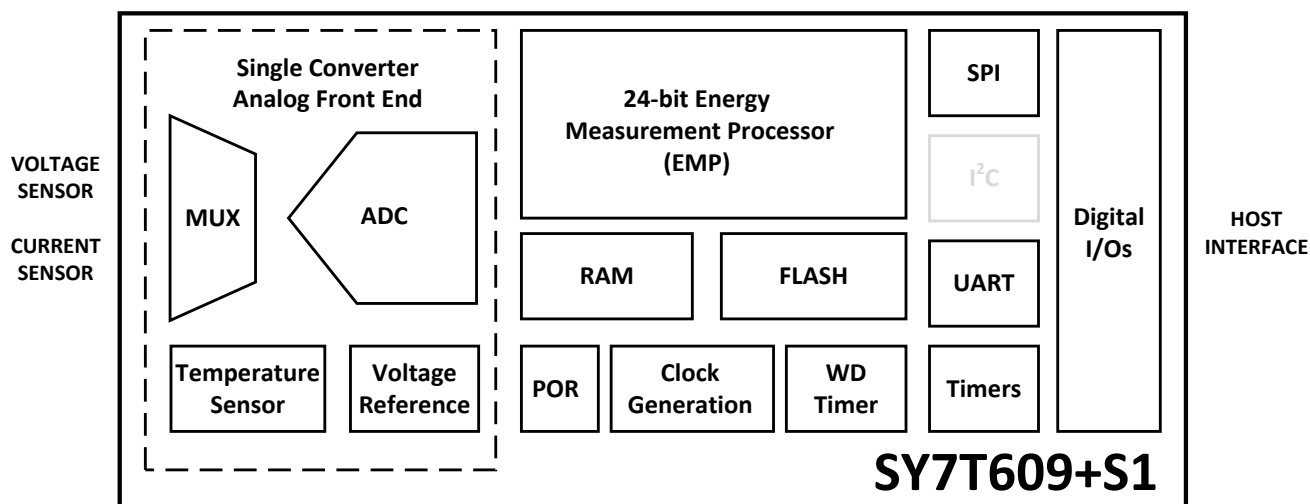 VOLTAGE
SENSOR
CURRENT
SENSOR
Single Converter
Analog Front End
MUX
ADC
Temperature
Sensor
Voltage
Reference
24-bit Energy
Measurement Processor
(EMP)
RAM
FLASH
POR
Clock
Generation
WD
Timer
SPI
I²C
UART
Timers
Digital
I/Os
HOST
INTERFACE
SY7T609+S1